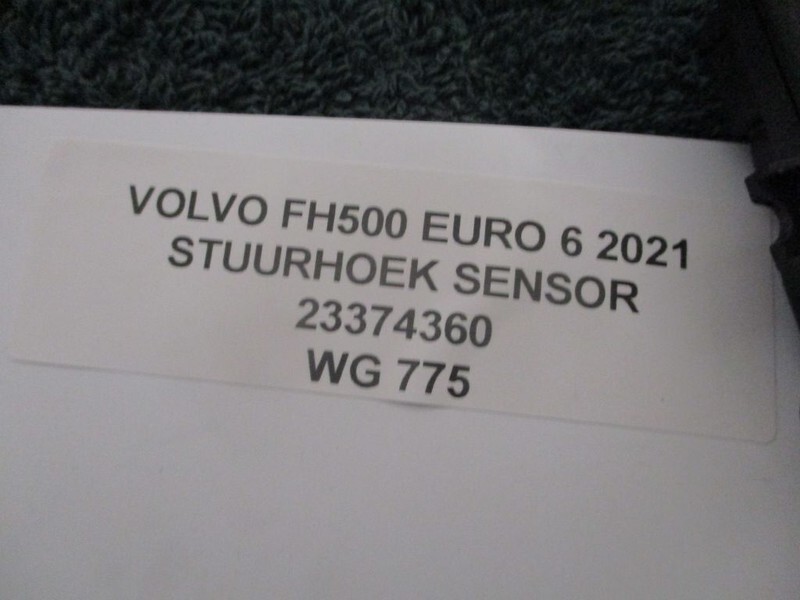 VOLVO FH500 EURO 6 2021
STUURHOEK SENSOR
23374360
WG 775